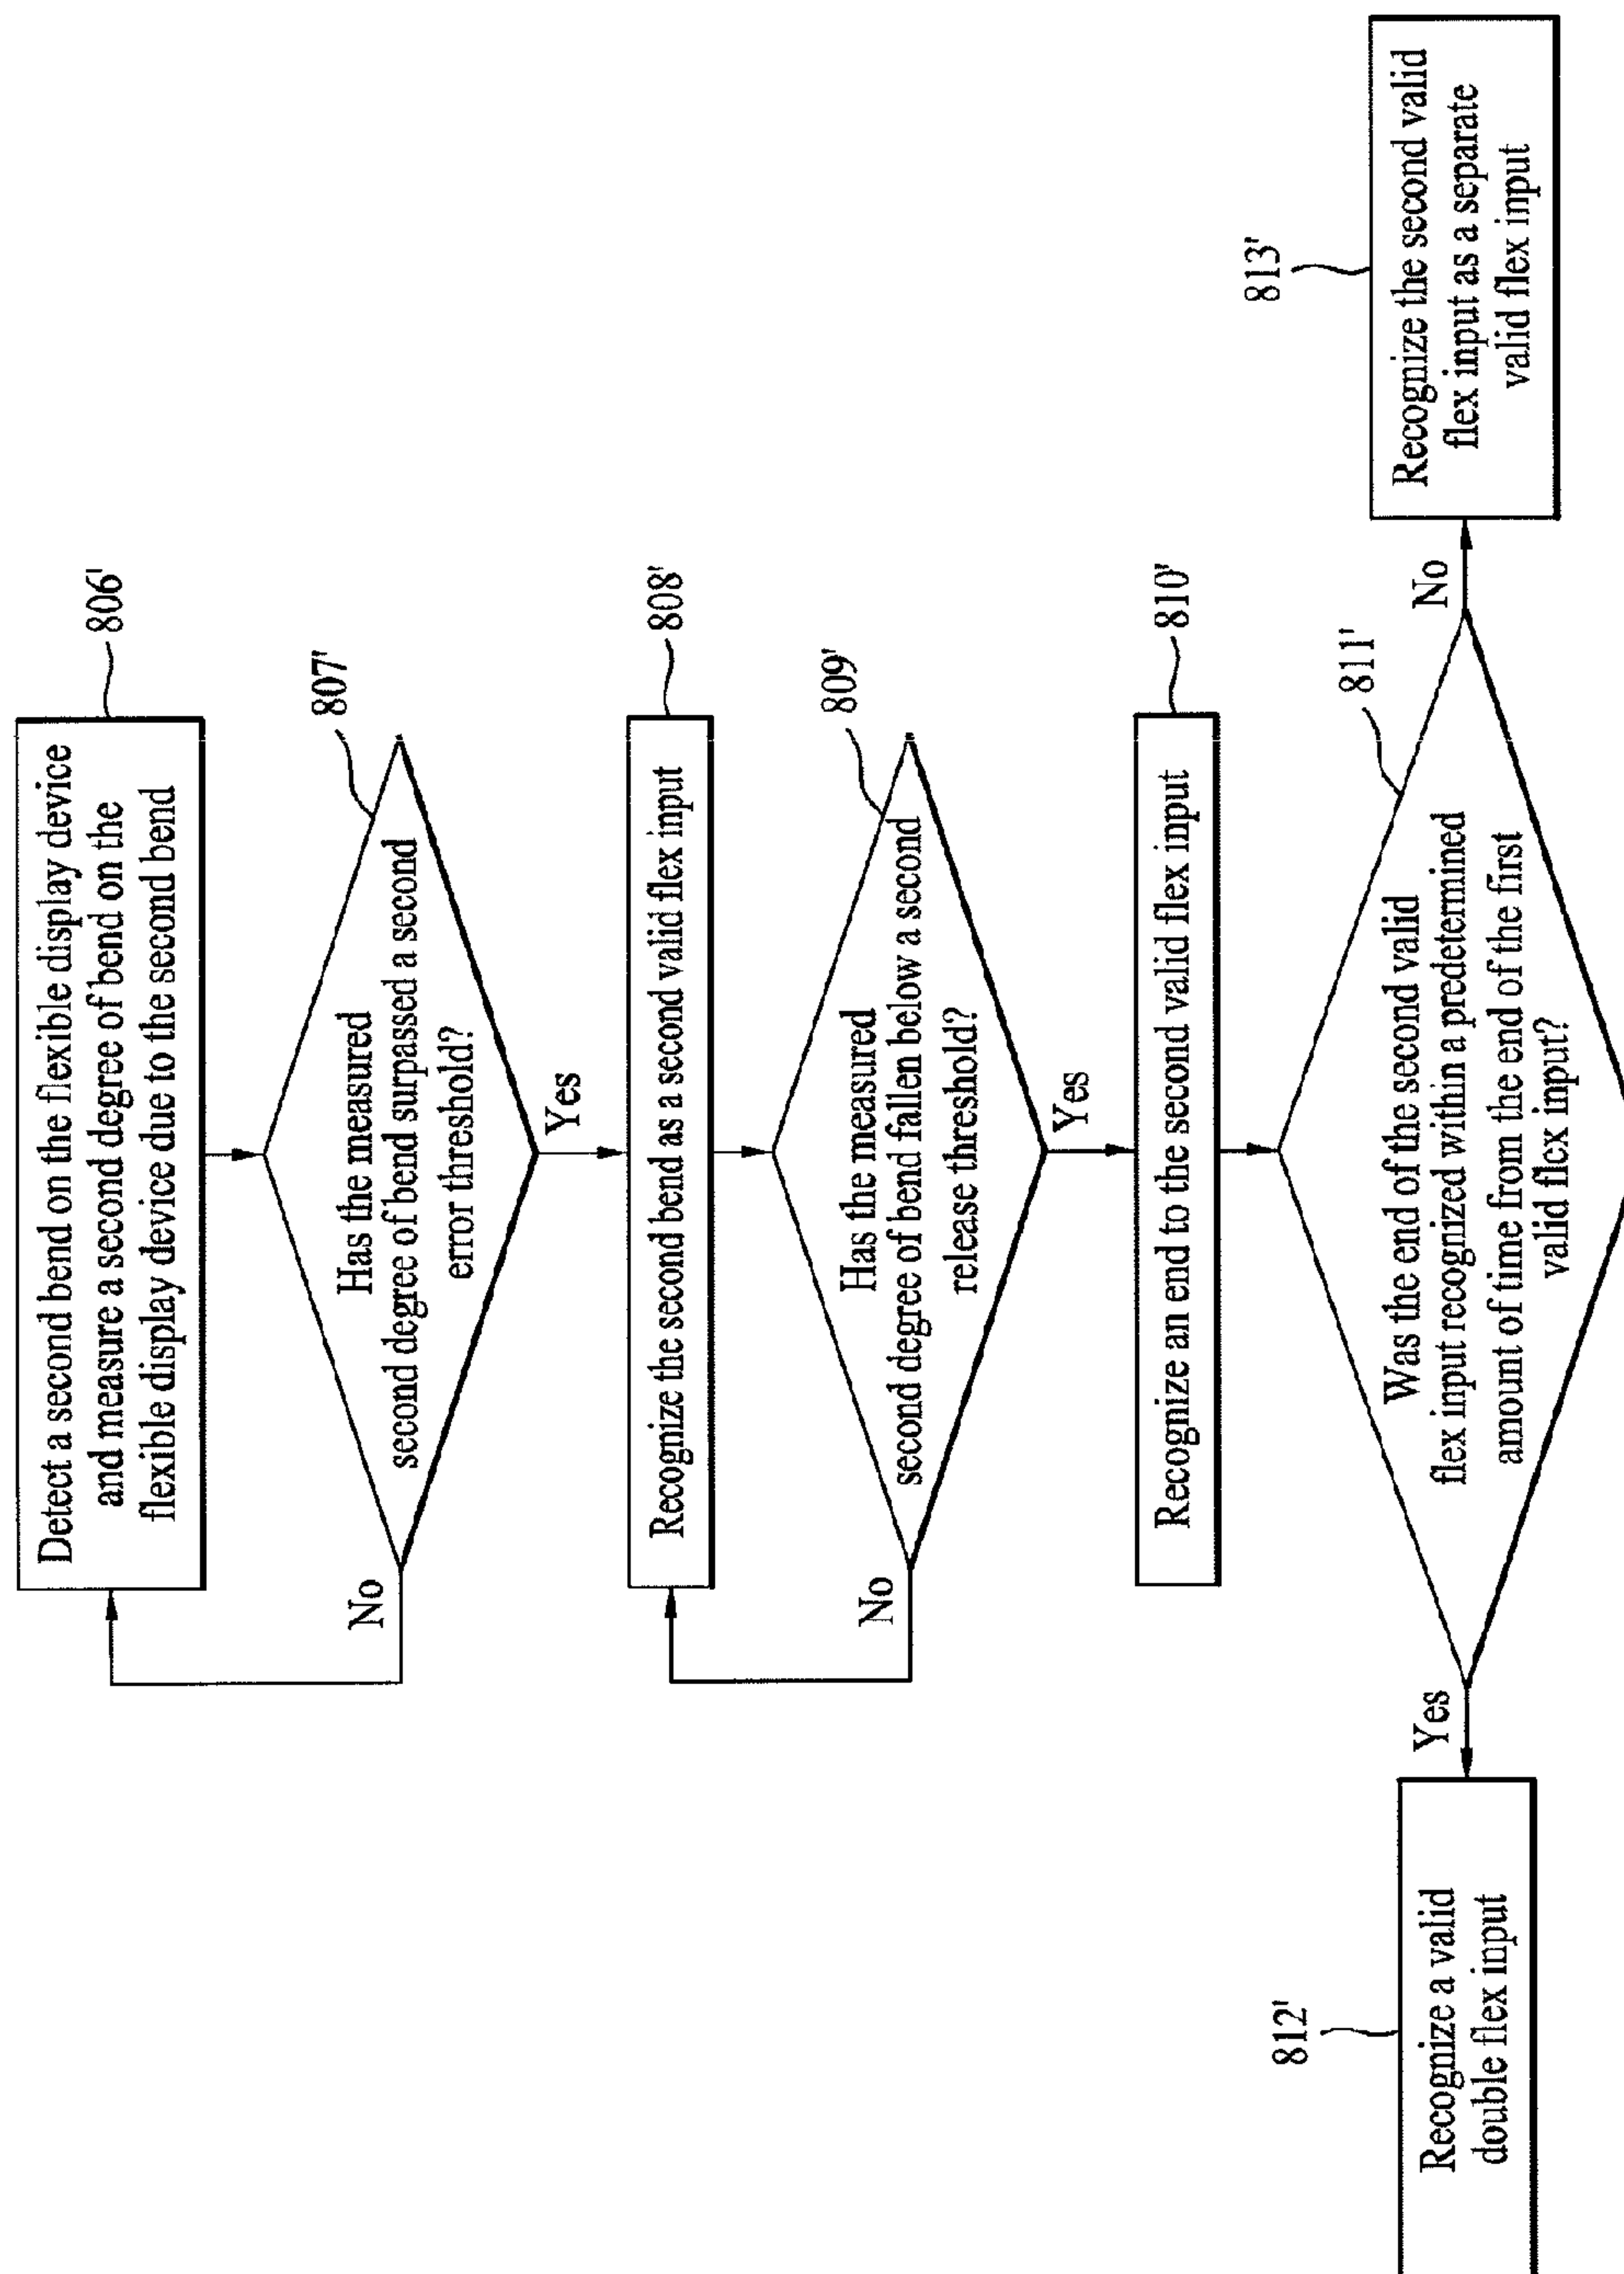 Detect a second bend on the flexible display device
and measure a second degree of bend on the
flexible display device due to the second bend
806'
807'
Has the measured
second degree of bend surpassed a second
error threshold?
No
Yes
Recognize the second bend as a second valid flex input
808'
809'
Has the measured
second degree of bend fallen below a second
release threshold?
No
Yes
Recognize an end to the second valid flex input
810'
811'
Was the end of the second valid
flex input recognized within a predetermined
amount of time from the end of the first
valid flex input?
Yes
No
812'
Recognize a valid
double flex input
813'
Recognize the second valid
flex input as a separate
valid flex input